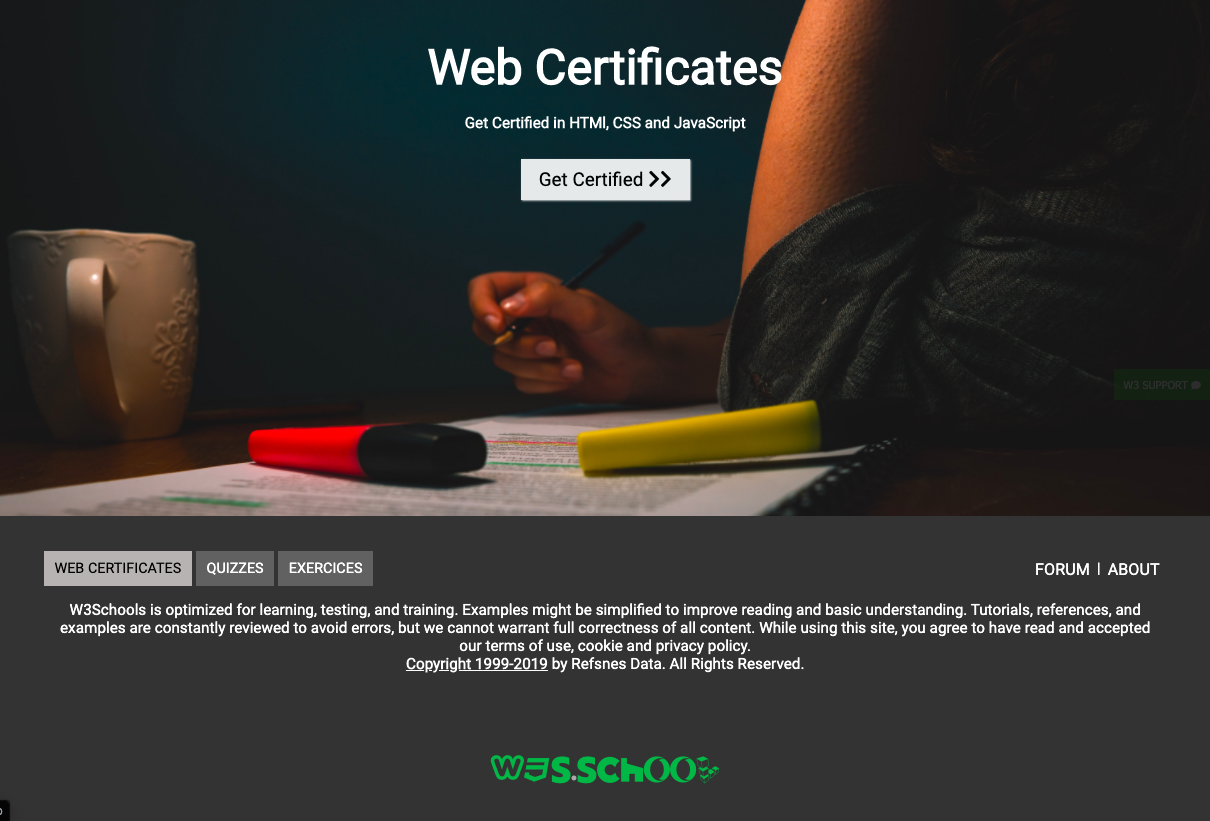 Web Certificates
Get Certified in HTMl, CSS and JavaScript
Get Certified
W3 SUPPORT
WEB CERTIFICATES QUIZZES EXERCICES FORUM | ABOUT
W3Schools is optimized for learning, testing, and training. Examples might be simplified to improve reading and basic understanding. Tutorials, references, and
examples are constantly reviewed to avoid errors, but we cannot warrant full correctness of all content. While using this site, you agree to have read and accepted
our terms of use, cookie and privacy policy.
Copyright 1999-2019 by Refsnes Data. All Rights Reserved.
W3S.SCHOO